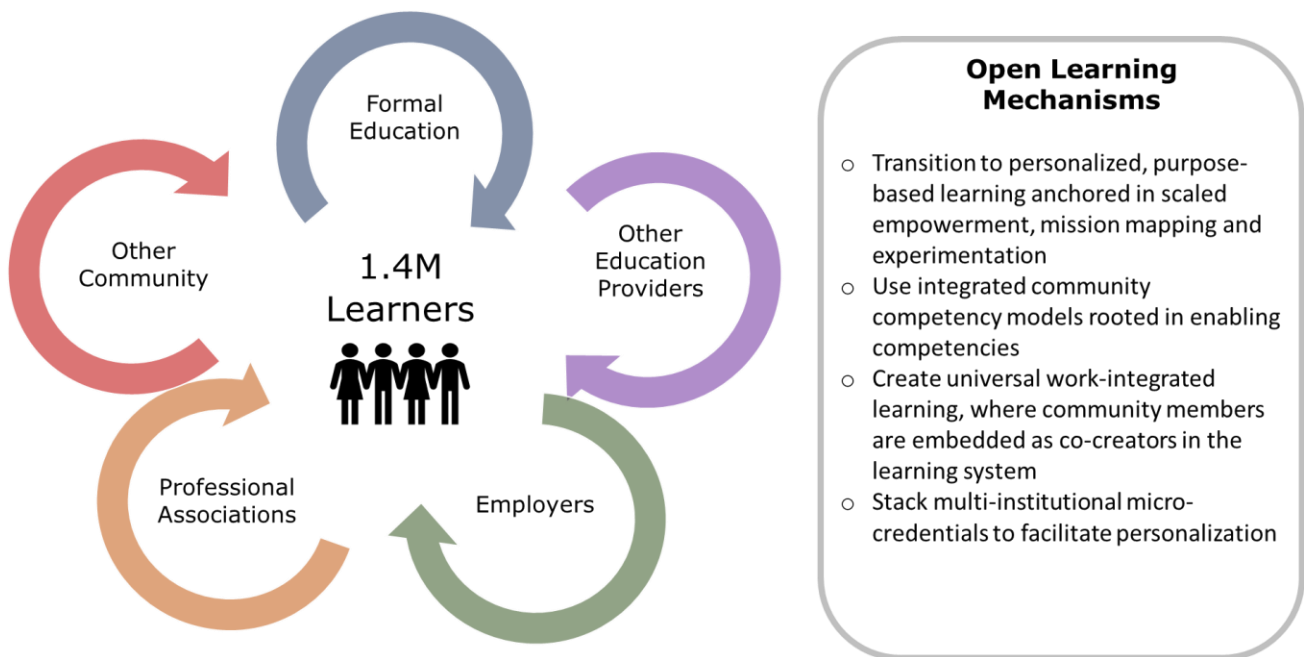 Formal
Education
Other
Education
Providers
Employers
Professional
Associations
Other
Community
1.4M
Learners
Open Learning
Mechanisms
o Transition to personalized, purpose-
based learning anchored in scaled
empowerment, mission mapping and
experimentation
o Use integrated community
competency models rooted in enabling
competencies
o Create universal work-integrated
learning, where community members
are embedded as co-creators in the
learning system
o Stack multi-institutional micro-
credentials to facilitate personalization